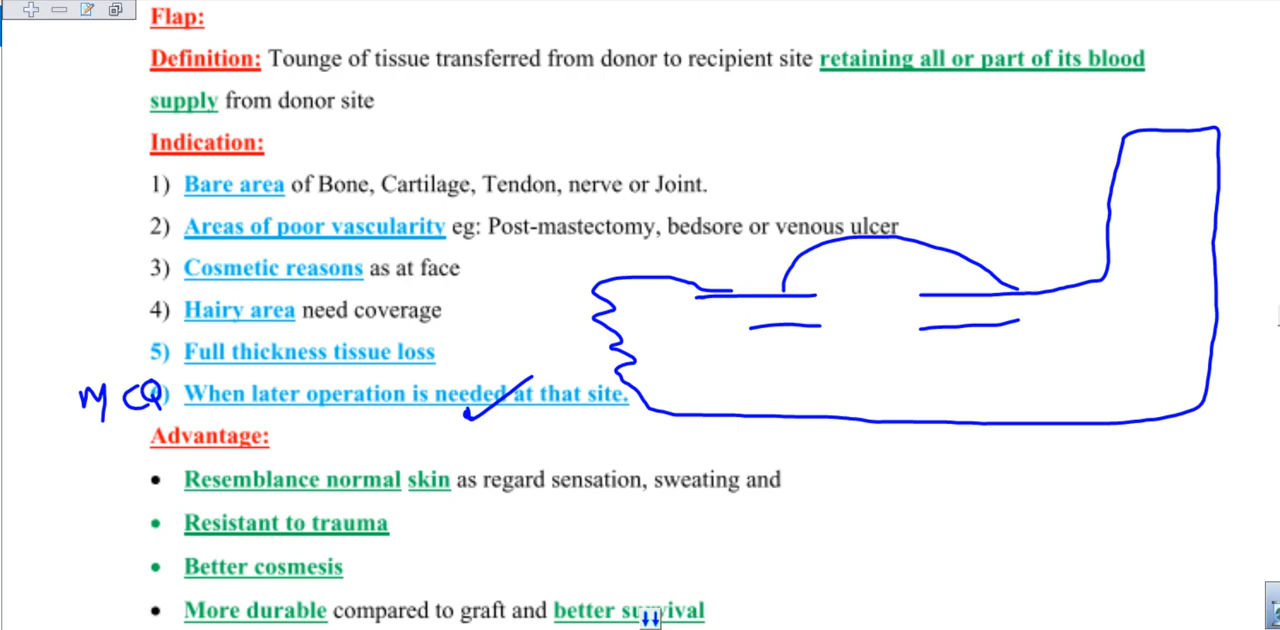 Flap:
Definition: Tounge of tissue transferred from donor to recipient site retaining all or part of its blood
supply from donor site
Indication:
1) Bare area of Bone, Cartilage, Tendon, nerve or Joint.
2) Areas of poor vascularity eg: Post-mastectomy, bedsore or venous ulcer
3) Cosmetic reasons as at face
4) Hairy area need coverage
5) Full thickness tissue loss
MCQ) When later operation is needed at that site.
Advantage:
• Resemblance normal skin as regard sensation, sweating and
• Resistant to trauma
• Better cosmesis
• More durable compared to graft and better survival